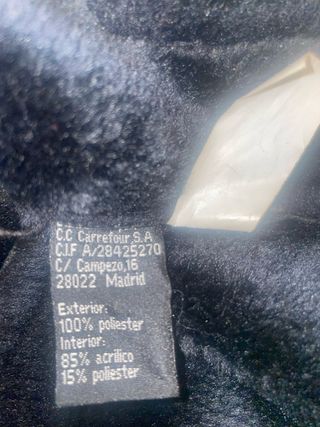 C.C Carrefour,S.A
C.I.F A/28425270
C/ Campezo,16
28022 Madrid
Exterior:
100% poliester
Interior:
85% acrilico
15% poliester